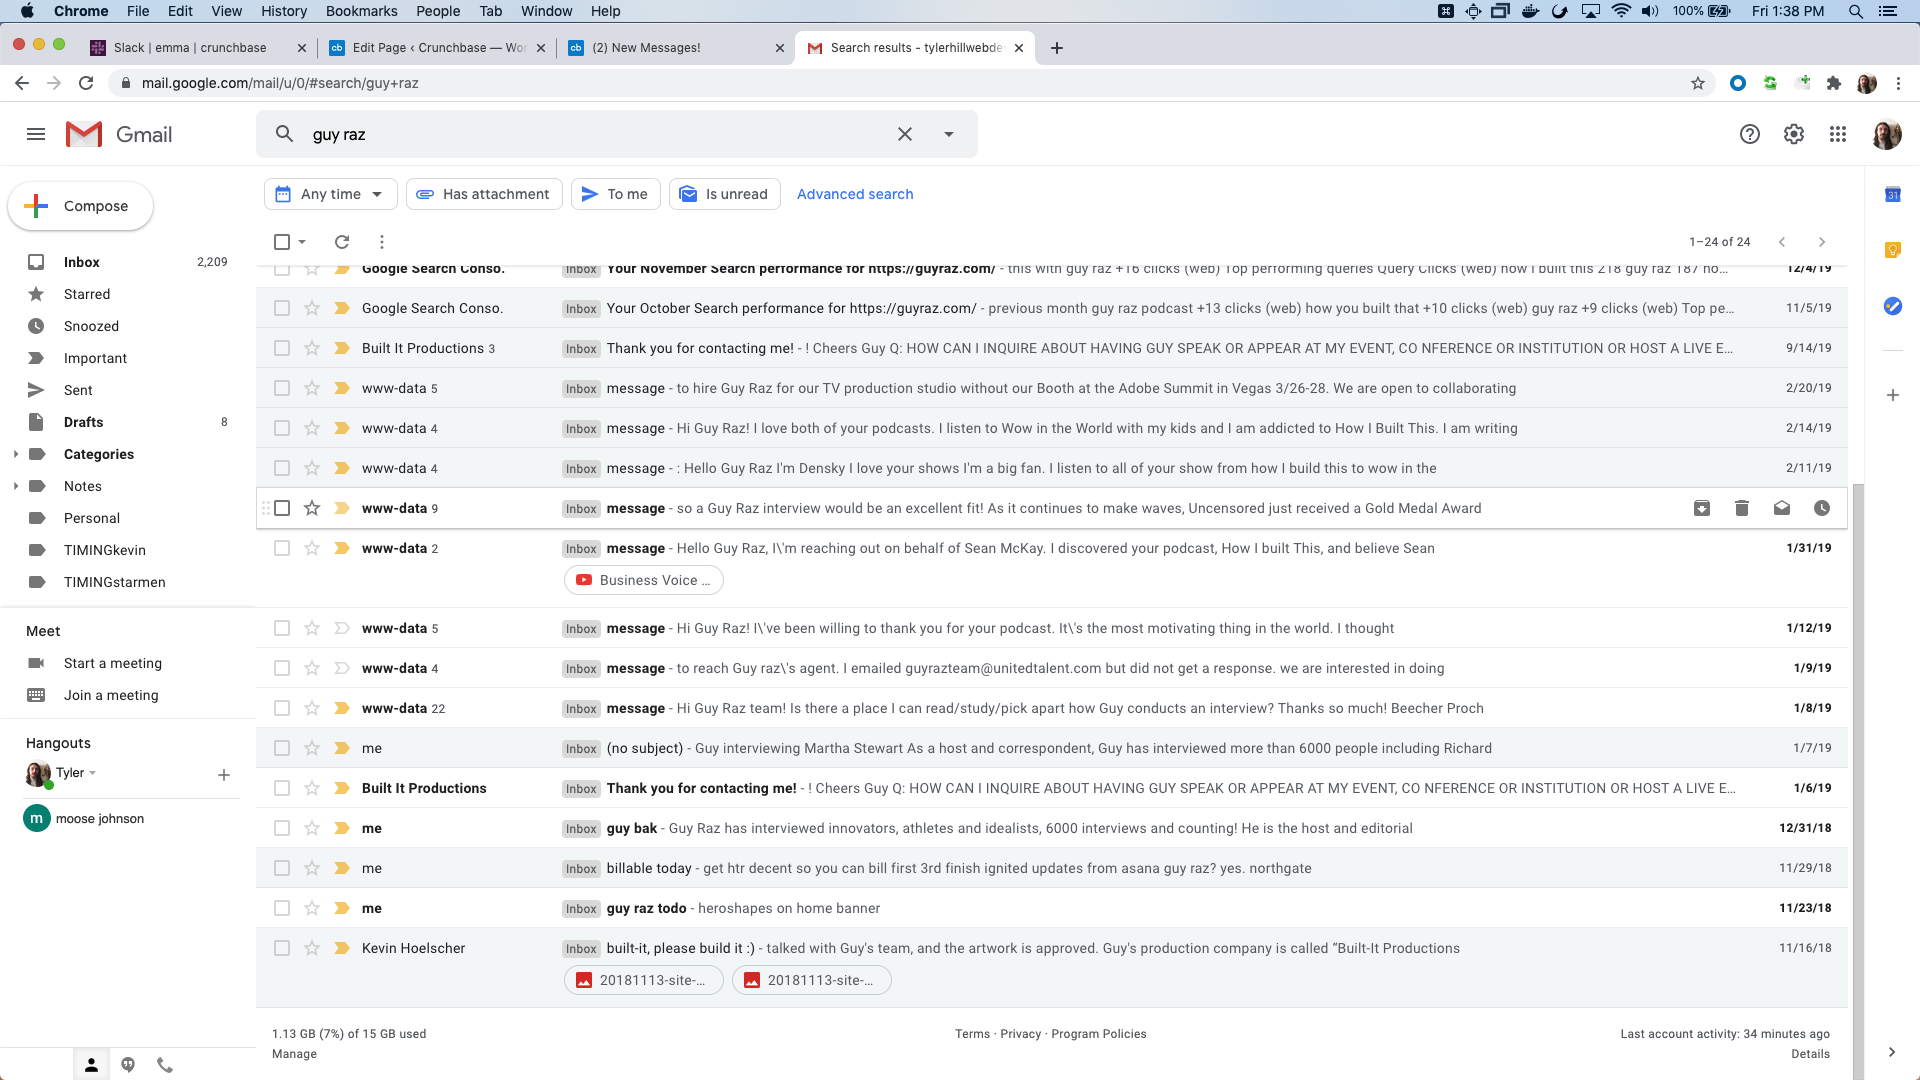 Chrome File Edit View History Bookmarks People Tab Window Help 100% Fri 1:38 PM
Slack | emma | crunchbase
Edit Page ‹ Crunchbase — Wor
(2) New Messages!
Search results - tylerhillwebde
mail.google.com/mail/u/0/#search/guy+raz
Gmail
guy raz
Compose
Any time Has attachment To me Is unread Advanced search
1–24 of 24
Inbox 2,209
Starred
Snoozed
Important
Sent
Drafts 8
Categories
Notes
Personal
TIMINGkevin
TIMINGstarmen
Meet
Start a meeting
Join a meeting
Hangouts
Tyler
m moose johnson
Google Search Conso. Inbox Your November Search performance for https://guyraz.com/ - this with guy raz +16 clicks (web) Top performing queries Query Clicks (web) how I built this 218 guy raz 187 ho... 12/4/19
Google Search Conso. Inbox Your October Search performance for https://guyraz.com/ - previous month guy raz podcast +13 clicks (web) how you built that +10 clicks (web) guy raz +9 clicks (web) Top pe... 11/5/19
Built It Productions 3 Inbox Thank you for contacting me! - ! Cheers Guy Q: HOW CAN I INQUIRE ABOUT HAVING GUY SPEAK OR APPEAR AT MY EVENT, CO NFERENCE OR INSTITUTION OR HOST A LIVE E... 9/14/19
www-data 5 Inbox message - to hire Guy Raz for our TV production studio without our Booth at the Adobe Summit in Vegas 3/26-28. We are open to collaborating 2/20/19
www-data 4 Inbox message - Hi Guy Raz! I love both of your podcasts. I listen to Wow in the World with my kids and I am addicted to How I Built This. I am writing 2/14/19
www-data 4 Inbox message - : Hello Guy Raz I'm Densky I love your shows I'm a big fan. I listen to all of your show from how I build this to wow in the 2/11/19
www-data 9 Inbox message - so a Guy Raz interview would be an excellent fit! As it continues to make waves, Uncensored just received a Gold Medal Award
www-data 2 Inbox message - Hello Guy Raz, I\'m reaching out on behalf of Sean McKay. I discovered your podcast, How I built This, and believe Sean 1/31/19
Business Voice ...
www-data 5 Inbox message - Hi Guy Raz! I\'ve been willing to thank you for your podcast. It\'s the most motivating thing in the world. I thought 1/12/19
www-data 4 Inbox message - to reach Guy raz\'s agent. I emailed guyrazteam@unitedtalent.com but did not get a response. we are interested in doing 1/9/19
www-data 22 Inbox message - Hi Guy Raz team! Is there a place I can read/study/pick apart how Guy conducts an interview? Thanks so much! Beecher Proch 1/8/19
me Inbox (no subject) - Guy interviewing Martha Stewart As a host and correspondent, Guy has interviewed more than 6000 people including Richard 1/7/19
Built It Productions Inbox Thank you for contacting me! - ! Cheers Guy Q: HOW CAN I INQUIRE ABOUT HAVING GUY SPEAK OR APPEAR AT MY EVENT, CO NFERENCE OR INSTITUTION OR HOST A LIVE E... 1/6/19
me Inbox guy bak - Guy Raz has interviewed innovators, athletes and idealists, 6000 interviews and counting! He is the host and editorial 12/31/18
me Inbox billable today - get htr decent so you can bill first 3rd finish ignited updates from asana guy raz? yes. northgate 11/29/18
me Inbox guy raz todo - heroshapes on home banner 11/23/18
Kevin Hoelscher Inbox built-it, please build it :) - talked with Guy's team, and the artwork is approved. Guy's production company is called “Built-It Productions 11/16/18
20181113-site-... 20181113-site-...
1.13 GB (7%) of 15 GB used
Manage
Terms · Privacy · Program Policies
Last account activity: 34 minutes ago
Details